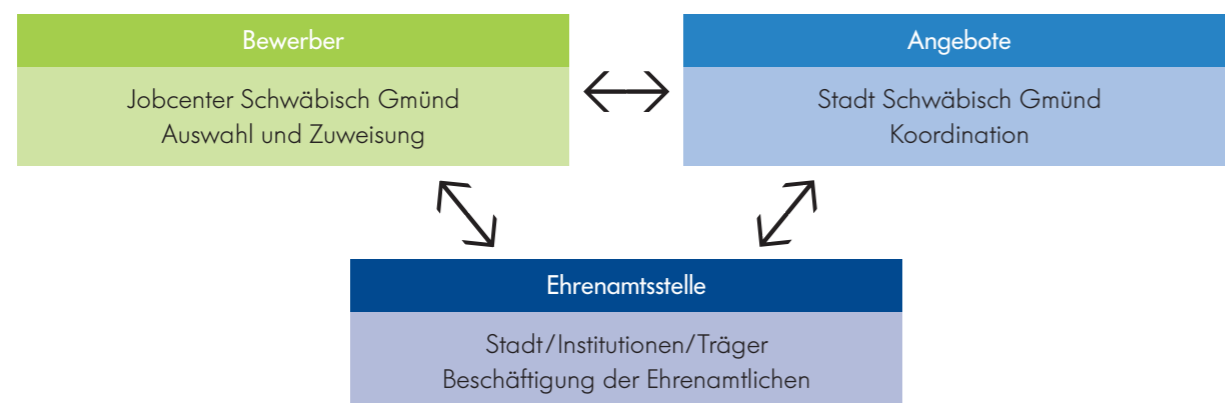 Bewerber
Jobcenter Schwäbisch Gmünd
Auswahl und Zuweisung
Angebote
Stadt Schwäbisch Gmünd
Koordination
Ehrenamtsstelle
Stadt/Institutionen/Träger
Beschäftigung der Ehrenamtlichen